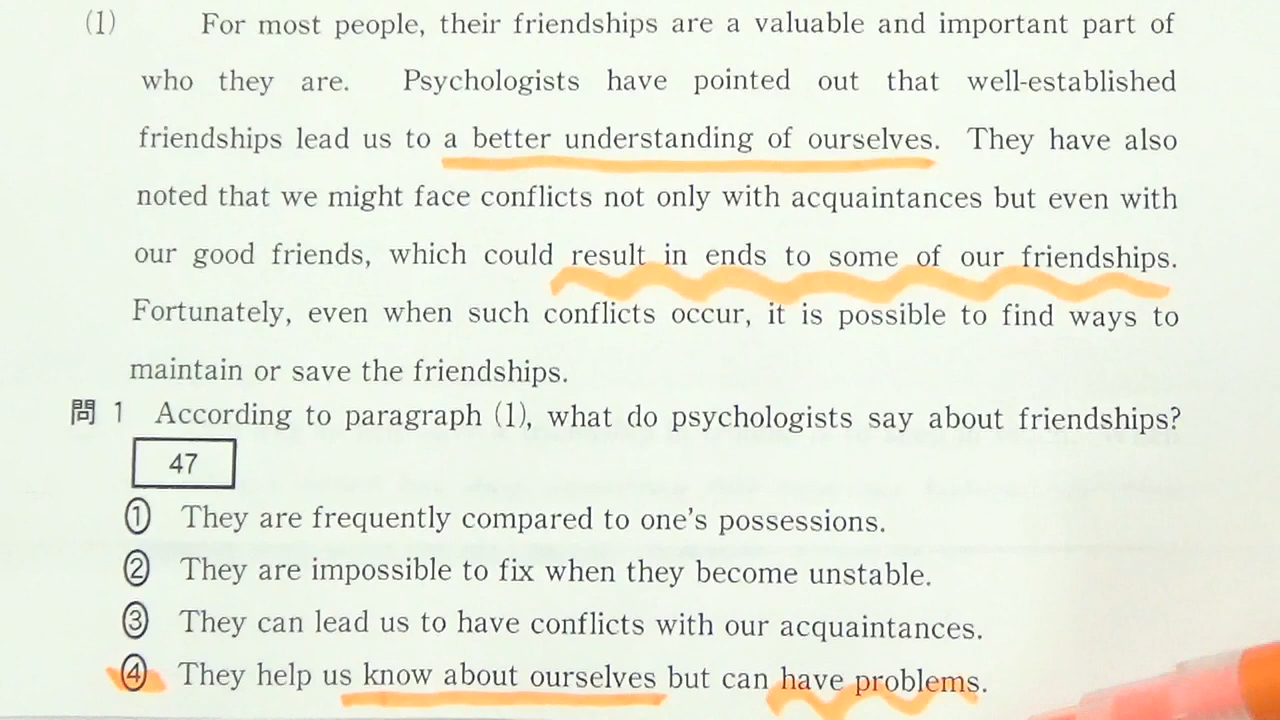 (1) For most people, their friendships are a valuable and important part of
who they are. Psychologists have pointed out that well-established
friendships lead us to a better understanding of ourselves. They have also
noted that we might face conflicts not only with acquaintances but even with
our good friends, which could result in ends to some of our friendships.
Fortunately, even when such conflicts occur, it is possible to find ways to
maintain or save the friendships.
問 1 According to paragraph (1), what do psychologists say about friendships?
47
① They are frequently compared to one's possessions.
② They are impossible to fix when they become unstable.
③ They can lead us to have conflicts with our acquaintances.
④ They help us know about ourselves but can have problems.